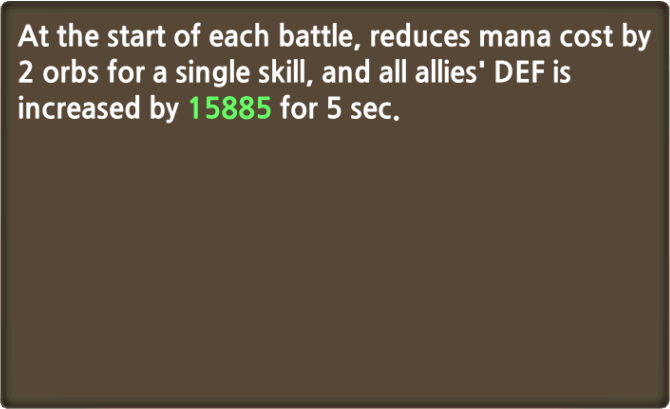 At the start of each battle, reduces mana cost by
2 orbs for a single skill, and all allies' DEF is
increased by 15885 for 5 sec.